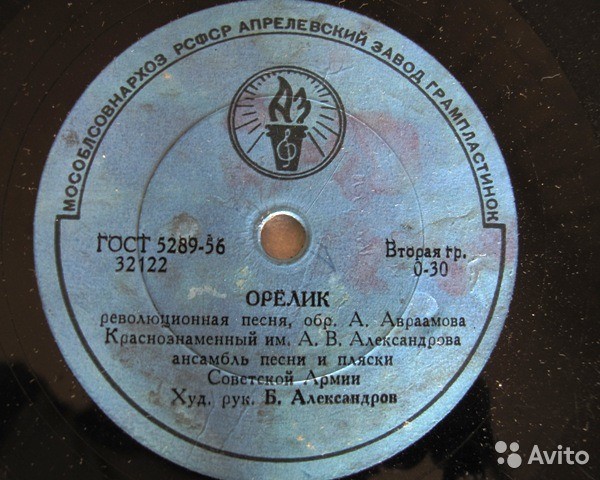 МОСОБЛСОВНАРХОЗ РСФСР АПРЕЛЕВСКИЙ ЗАВОД ГРАМПЛАСТИНОК
АЗ
ГОСТ 5289-56
32122
Вторая гр.
0-30
ОРЁЛИК
революционная песня, обр. А. Авраамова
Краснознаменный им. А. В. Александрова
ансамбль песни и пляски
Советской Армии
Худ. рук. Б. Александров
Avito